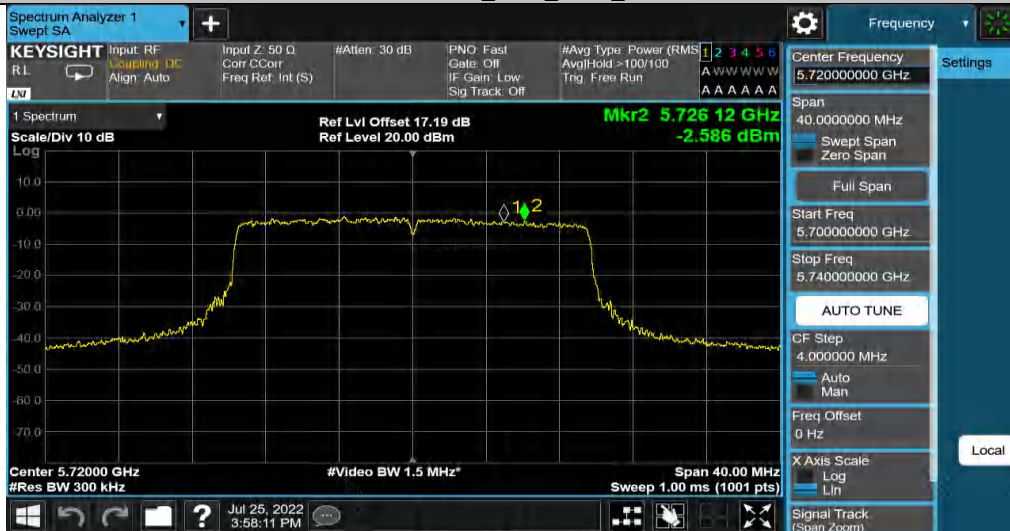 Spectrum Analyzer 1
Swept SA
+
Frequency
KEYSIGHT
RL
LXI
Input: RF
Coupling: DC
Align: Auto
Input Z: 50 Ω
Corr CCorr
Freq Ref: Int (S)
#Atten: 30 dB
PNO: Fast
Gate: Off
IF Gain: Low
Sig Track: Off
#Avg Type: Power (RMS
Avg|Hold >100/100
Trig: Free Run
1 2 3 4 5 6
A W W W W W
A A A A A A
1 Spectrum
Scale/Div 10 dB
Log
Ref Lvl Offset 17.19 dB
Ref Level 20.00 dBm
Mkr2 5.726 12 GHz
-2.586 dBm
10.0
0.00
-10.0
-20.0
-30.0
-40.0
-50.0
-60.0
-70.0
1
2
Center 5.72000 GHz
#Res BW 300 kHz
#Video BW 1.5 MHz*
Span 40.00 MHz
Sweep 1.00 ms (1001 pts)
?
Jul 25, 2022
3:58:11 PM
Center Frequency
5.720000000 GHz
Span
40.0000000 MHz
Swept Span
Zero Span
Full Span
Start Freq
5.700000000 GHz
Stop Freq
5.740000000 GHz
AUTO TUNE
CF Step
4.000000 MHz
Auto
Man
Freq Offset
0 Hz
X Axis Scale
Log
Lin
Signal Track
(Span Zoom)
Settings
Local